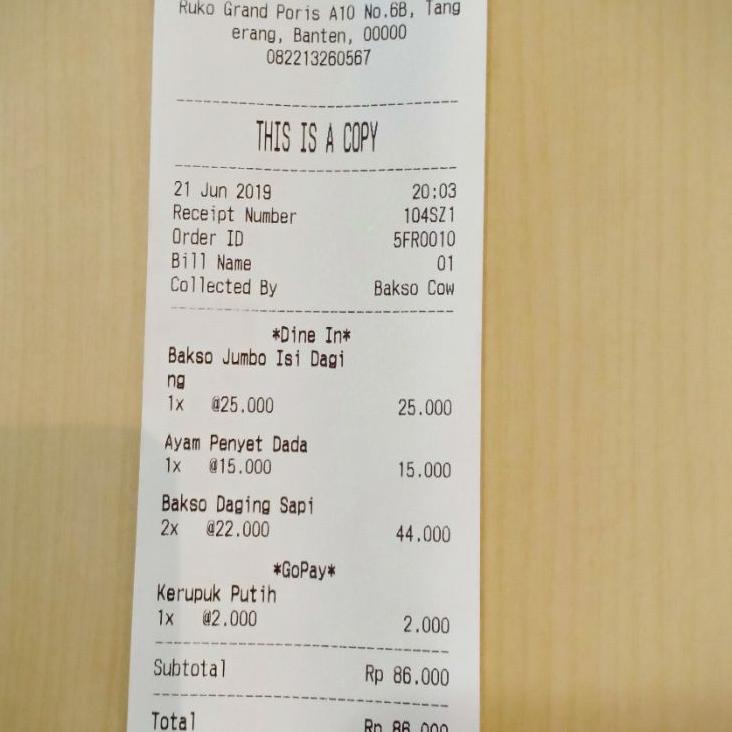 Ruko Grand Poris A10 No.6B, Tang
erang, Banten, 00000
082213260567
THIS IS A COPY
21 Jun 2019 20:03
Receipt Number 104SZ1
Order ID 5FR0010
Bill Name 01
Collected By Bakso Cow
*Dine In*
Bakso Jumbo Isi Dagi
ng
1x @25.000 25.000
Ayam Penyet Dada
1x @15.000 15.000
Bakso Daging Sapi
2x @22.000 44.000
*GoPay*
Kerupuk Putih
1x @2.000 2.000
Subtotal Rp 86.000
Total Rp 86.000